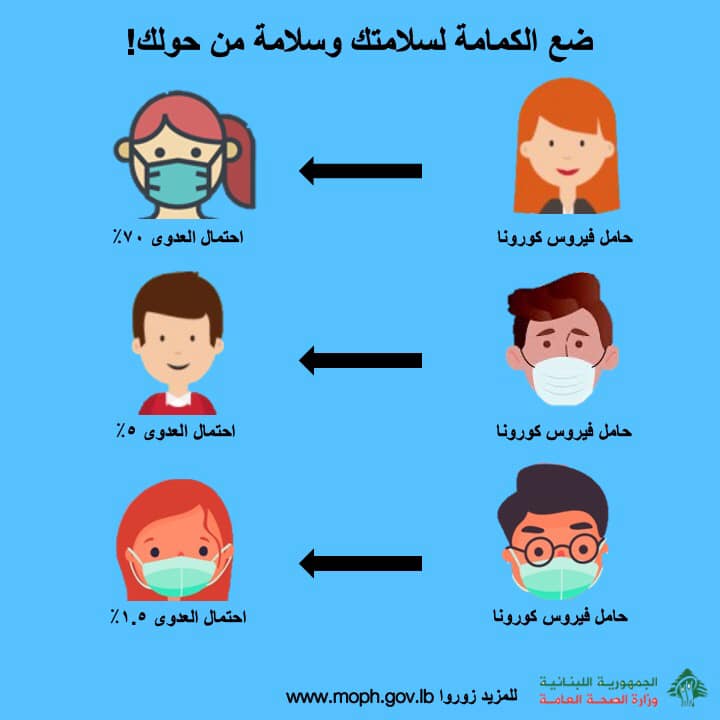 ضع الكمامة لسلامتك وسلامة من حولك!
حامل فيروس كورونا
احتمال العدوى ٧٠٪
حامل فيروس كورونا
احتمال العدوى ٥٪
حامل فيروس كورونا
احتمال العدوى ١.٥٪
الجمهورية اللبنانية
وزارة الصحة العامة
للمزيد زوروا www.moph.gov.lb